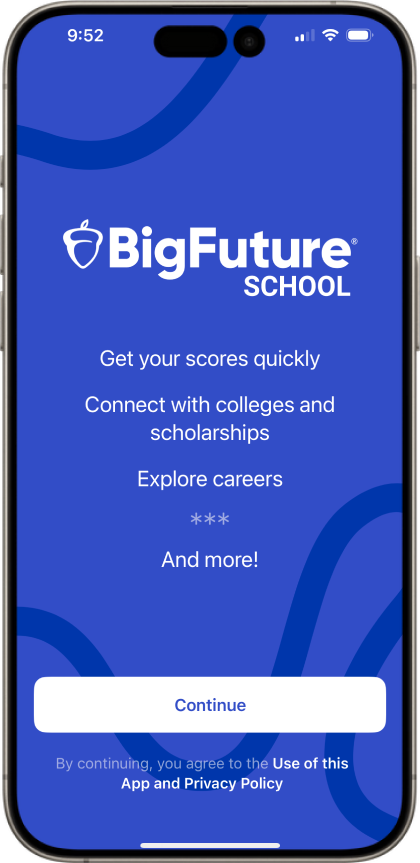 9:52
BigFuture®
SCHOOL
Get your scores quickly
Connect with colleges and
scholarships
Explore careers
***
And more!
Continue
By continuing, you agree to the Use of this
App and Privacy Policy